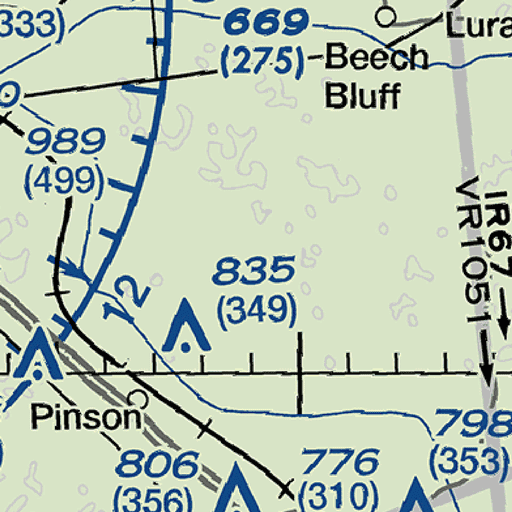 333)
669
(275)
Lura
Beech
Bluff
0
989
(499)
IR67
VR1051
835
(349)
12
Pinson
798
(353)
806
(356)
776
(310)